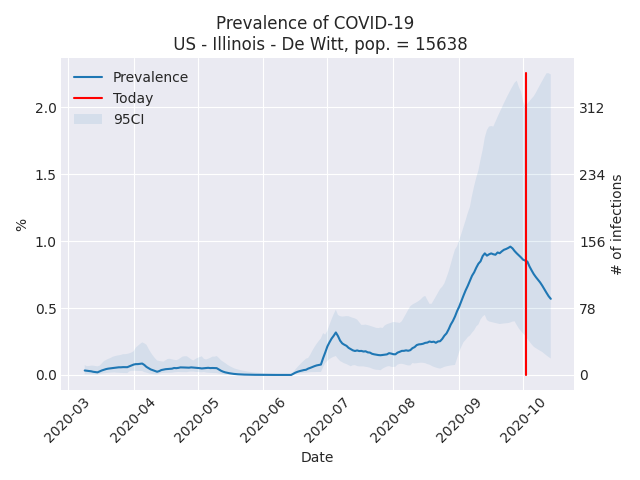 Prevalence of COVID-19
US - Illinois - De Witt, pop. = 15638
Prevalence
Today
95CI
2.0
1.5
1.0
0.5
0.0
%
312
234
156
78
0
# of infections
2020-03
2020-04
2020-05
2020-06
2020-07
2020-08
2020-09
2020-10
Date